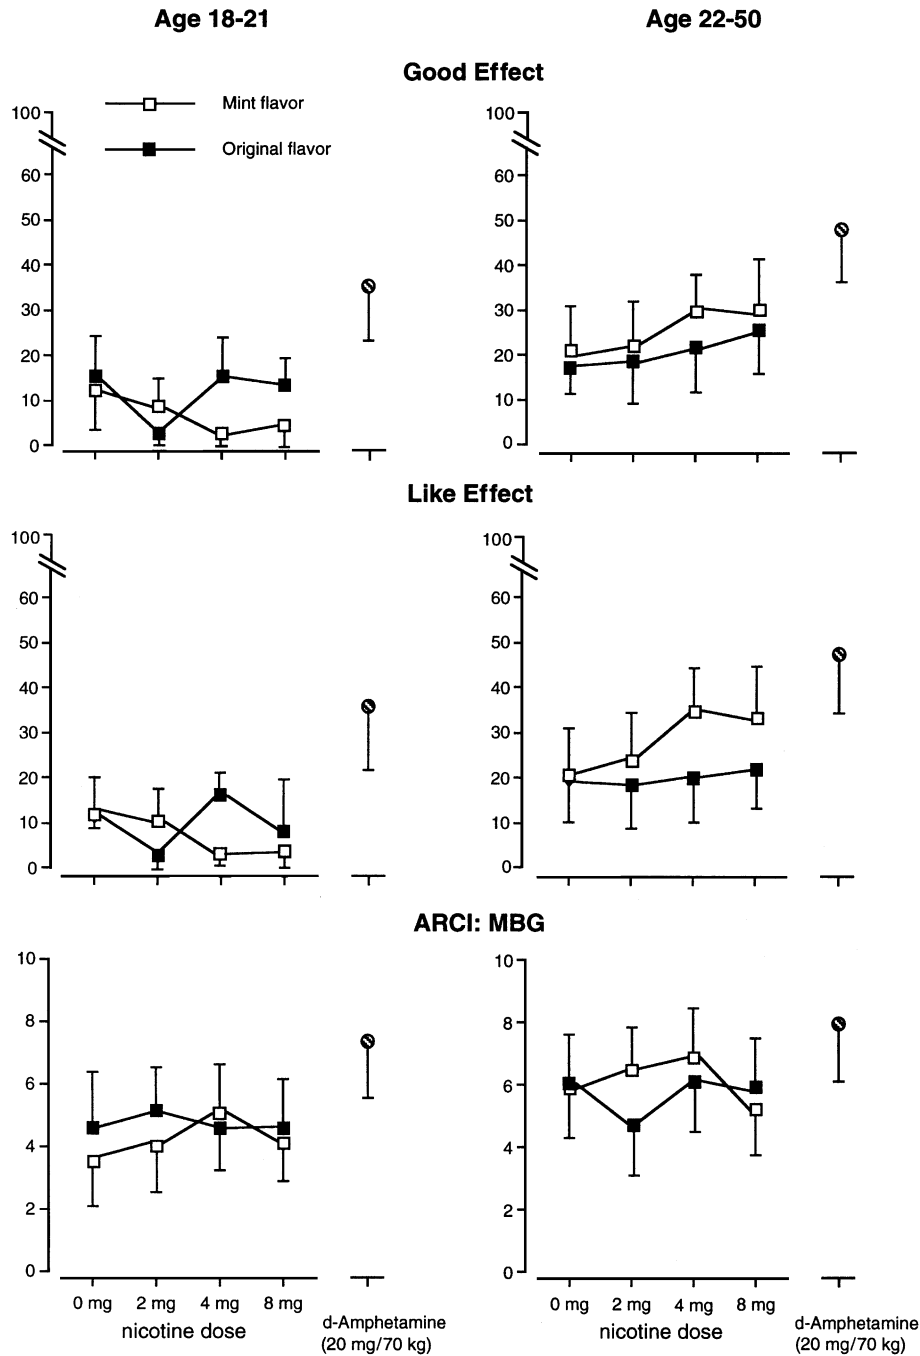 Age 18-21
Age 22-50
Good Effect
Mint flavor
Original flavor
100
60
50
40
30
20
10
0
100
60
50
40
30
20
10
0
Like Effect
100
60
50
40
30
20
10
0
100
60
50
40
30
20
10
0
ARCI: MBG
10
8
6
4
2
0
0 mg
2 mg
4 mg
8 mg
nicotine dose
d-Amphetamine
(20 mg/70 kg)
10
8
6
4
2
0
0 mg
2 mg
4 mg
8 mg
nicotine dose
d-Amphetamine
(20 mg/70 kg)